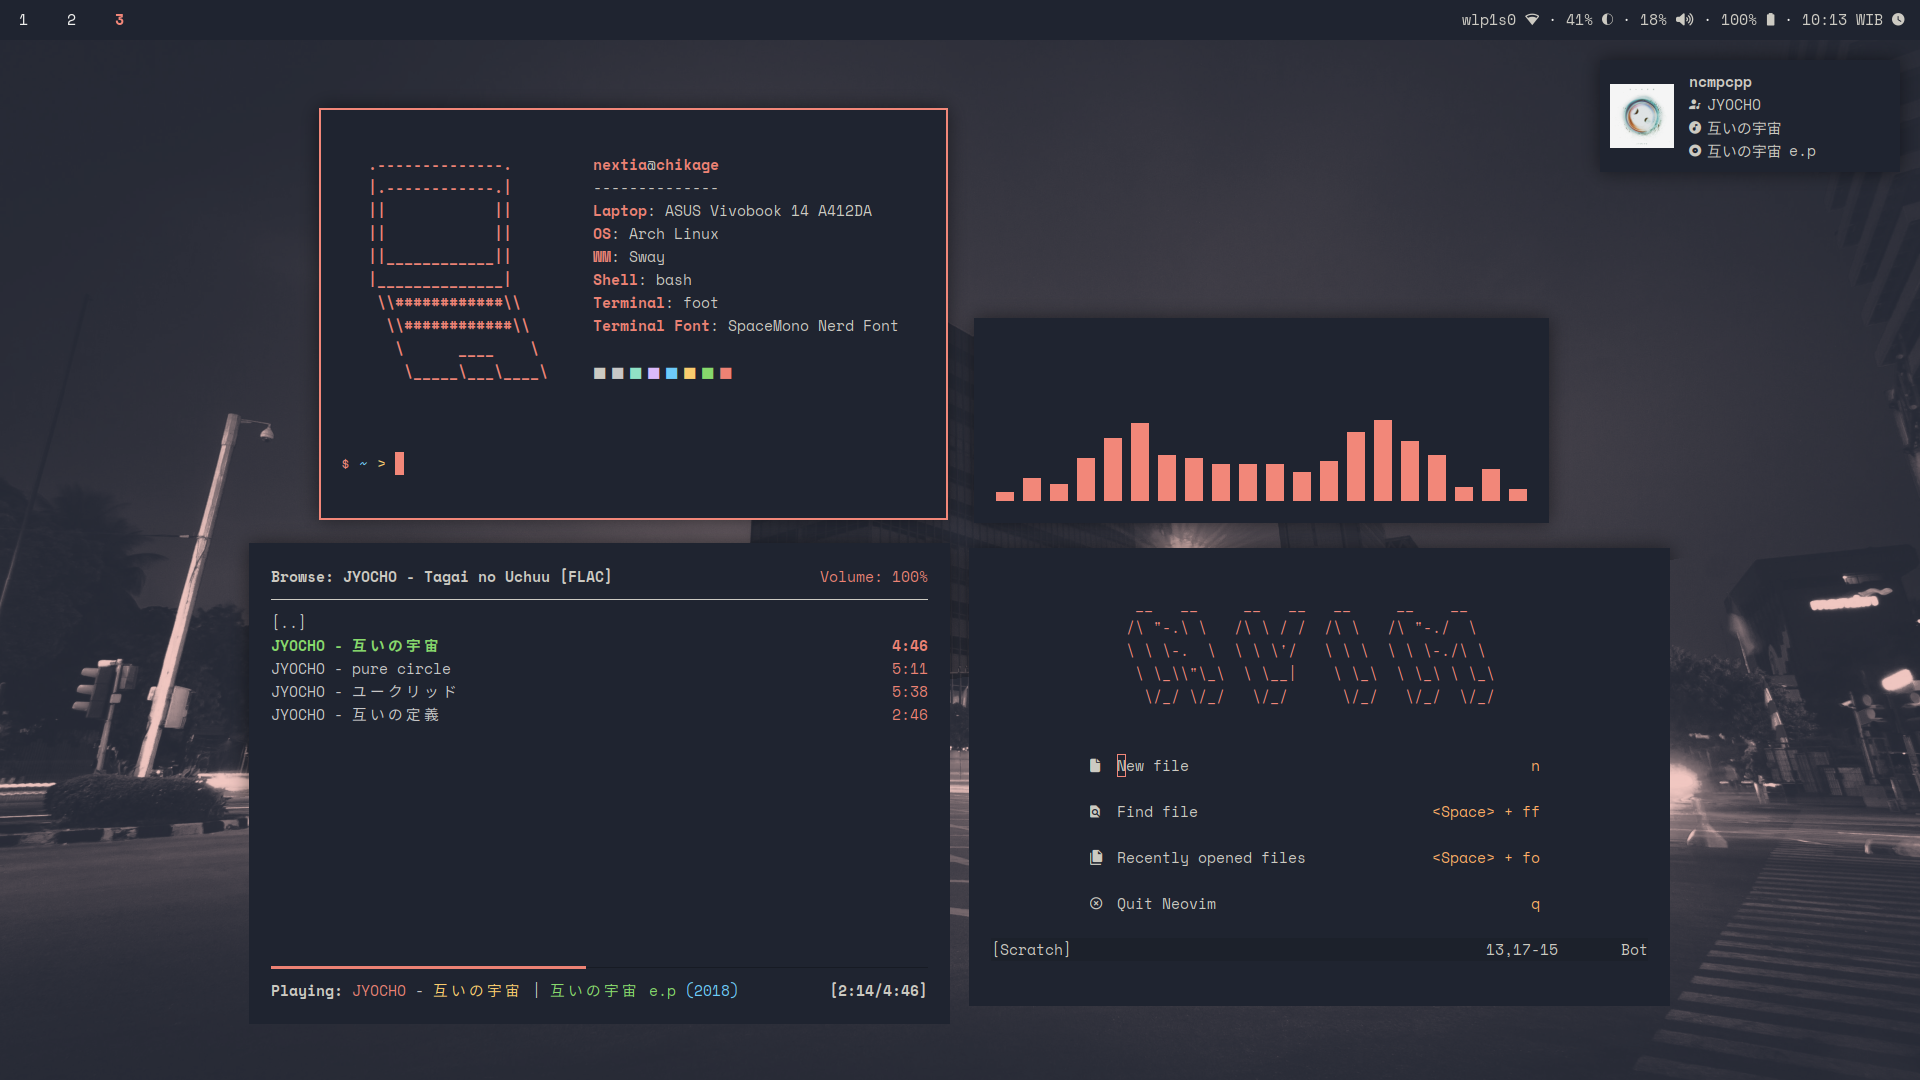 1 2 3
wlp1s0 · 41% · 18% · 100% · 10:13 WIB
ncmpcpp
JYOCHO
互いの宇宙
互いの宇宙 e.p
nextia@chikage
--------------
Laptop: ASUS Vivobook 14 A412DA
OS: Arch Linux
WM: Sway
Shell: bash
Terminal: foot
Terminal Font: SpaceMono Nerd Font
$ ~ >
Browse: JYOCHO - Tagai no Uchuu [FLAC] Volume: 100%
[..]
JYOCHO - 互いの宇宙 4:46
JYOCHO - pure circle 5:11
JYOCHO - ユークリッド 5:38
JYOCHO - 互いの定義 2:46
Playing: JYOCHO - 互いの宇宙 | 互いの宇宙 e.p (2018) [2:14/4:46]
NVIM
New file n
Find file <Space> + ff
Recently opened files <Space> + fo
Quit Neovim q
[Scratch] 13,17-15 Bot